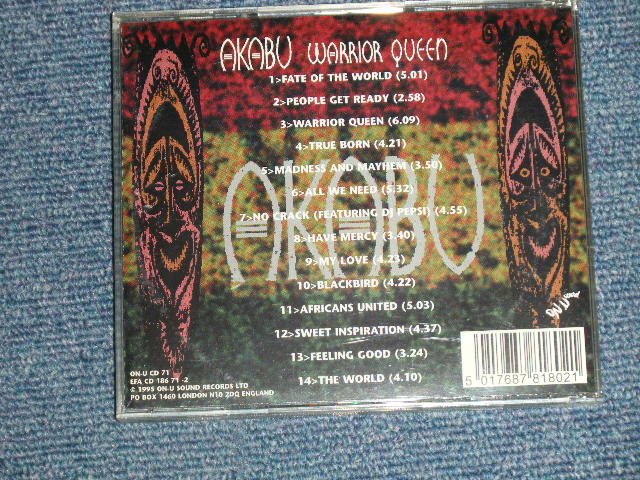 AKABU WARRIOR QUEEN
1>FATE OF THE WORLD (5.01)
2>PEOPLE GET READY (2.58)
3>WARRIOR QUEEN (6.09)
4>TRUE BORN (4.21)
5>MADNESS AND MAYHEM (3.50)
6>ALL WE NEED (5.32)
7>NO CRACK (FEATURING DJ PEPSI) (4.55)
8>HAVE MERCY (3.40)
9>MY LOVE (4.23)
10>BLACKBIRD (4.22)
11>AFRICANS UNITED (5.03)
12>SWEET INSPIRATION (4.37)
13>FEELING GOOD (3.24)
14>THE WORLD (4.10)
AKABU
ON-U CD 71
EFA CD 186 71 -2
© 1995 ON-U SOUND RECORDS LTD
PO BOX 1460 LONDON N10 2DQ ENGLAND
ON U SOUND
5 017687 818021